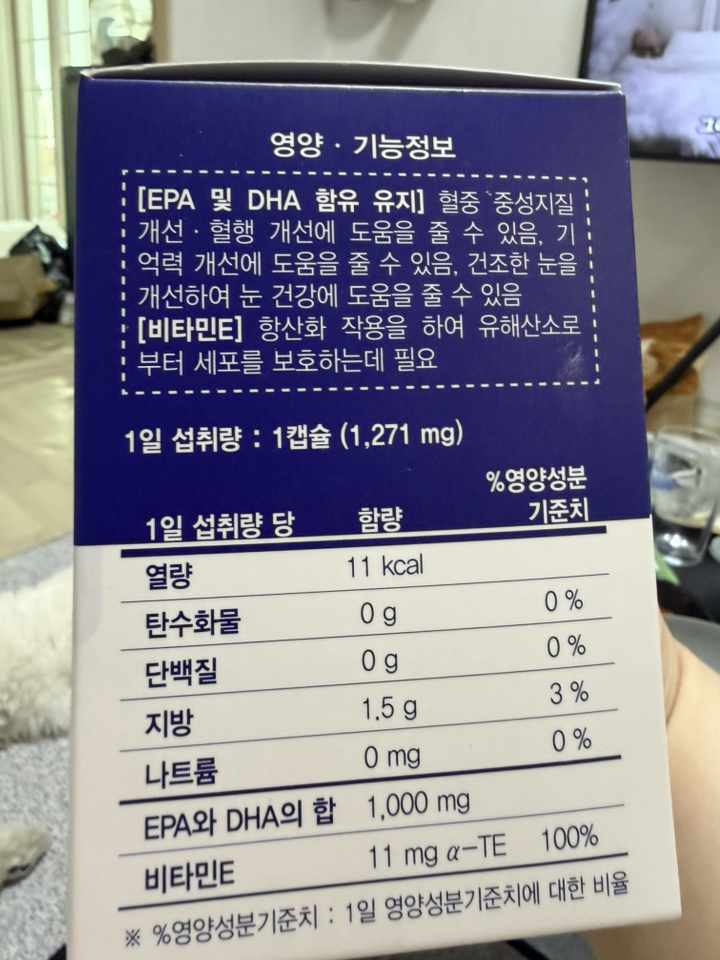 영양 · 기능정보
[EPA 및 DHA 함유 유지] 혈중 중성지질
개선 · 혈행 개선에 도움을 줄 수 있음, 기
억력 개선에 도움을 줄 수 있음, 건조한 눈을
개선하여 눈 건강에 도움을 줄 수 있음
[비타민E] 항산화 작용을 하여 유해산소로
부터 세포를 보호하는데 필요
1일 섭취량 : 1캡슐 (1,271 mg)
%영양성분
1일 섭취량 당 함량 기준치
열량 11 kcal
탄수화물 0 g 0 %
단백질 0 g 0 %
지방 1.5 g 3 %
나트륨 0 mg 0 %
EPA와 DHA의 합 1,000 mg
비타민E 11 mg α-TE 100%
※ %영양성분기준치 : 1일 영양성분기준치에 대한 비율